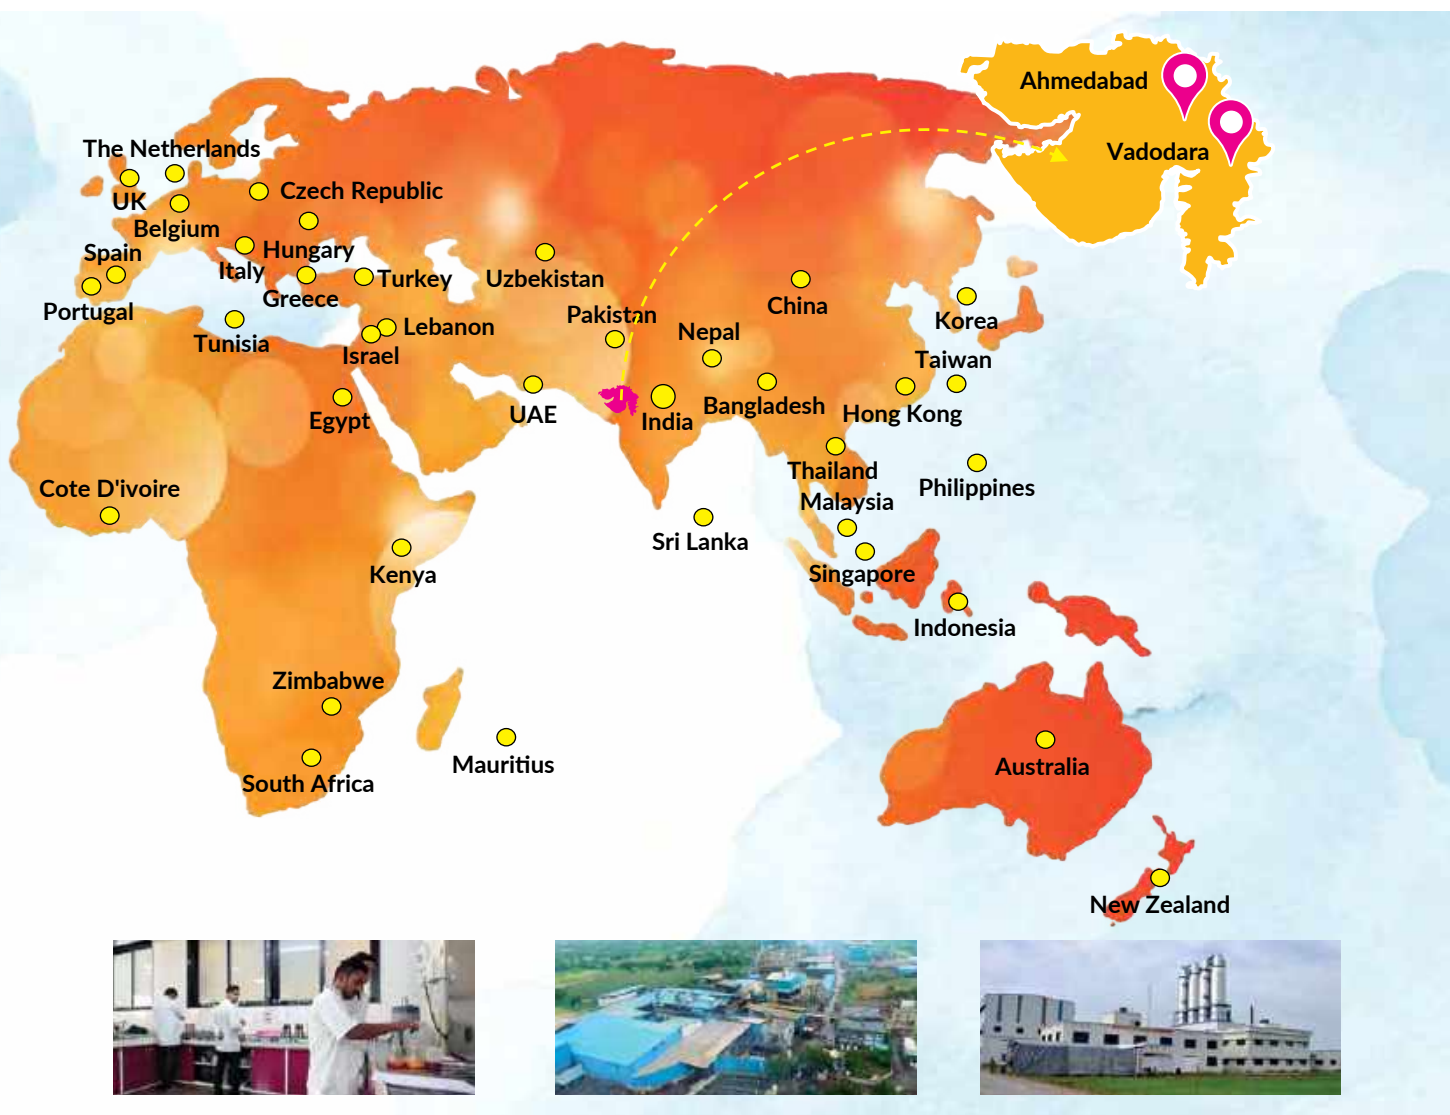 Ahmedabad
Vadodara
The Netherlands
UK
Czech Republic
Belgium
Spain
Hungary
Italy
Portugal
Greece
Turkey
Uzbekistan
China
Tunisia
Lebanon
Israel
Pakistan
Nepal
Korea
Taiwan
Egypt
UAE
India
Bangladesh
Hong Kong
Thailand
Cote D'ivoire
Malaysia
Philippines
Sri Lanka
Kenya
Singapore
Indonesia
Zimbabwe
South Africa
Mauritius
Australia
New Zealand